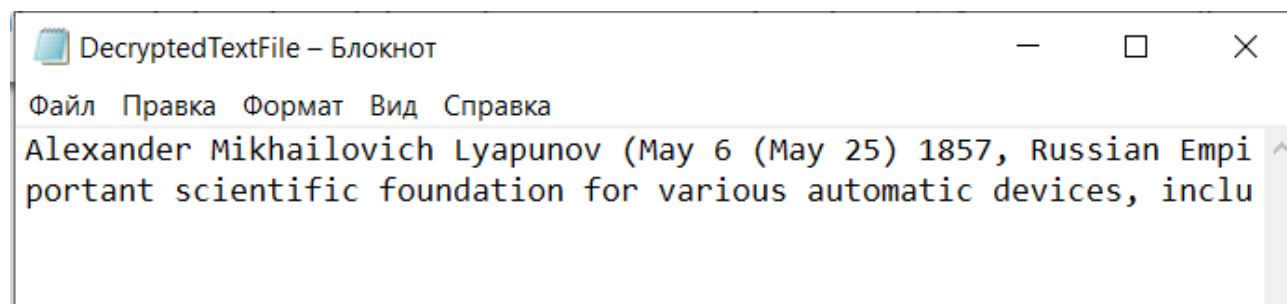 DecryptedTextFile – Блокнот
Файл Правка Формат Вид Справка
Alexander Mikhailovich Lyapunov (May 6 (May 25) 1857, Russian Empi
portant scientific foundation for various automatic devices, inclu